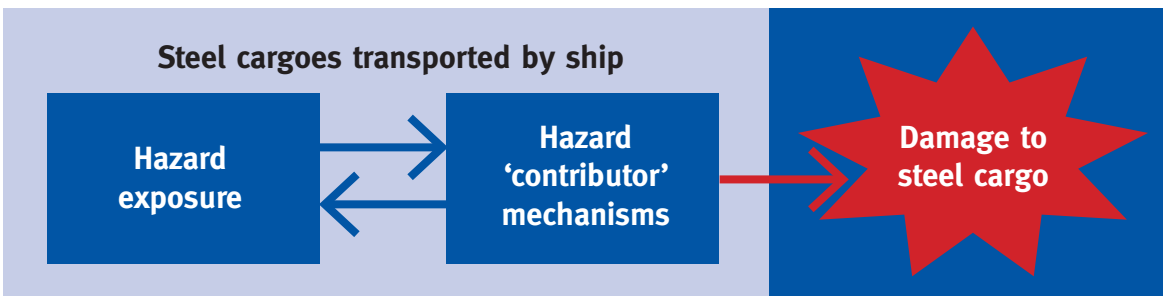 Steel cargoes transported by ship
Hazard
exposure
Hazard
‘contributor’
mechanisms
Damage to
steel cargo